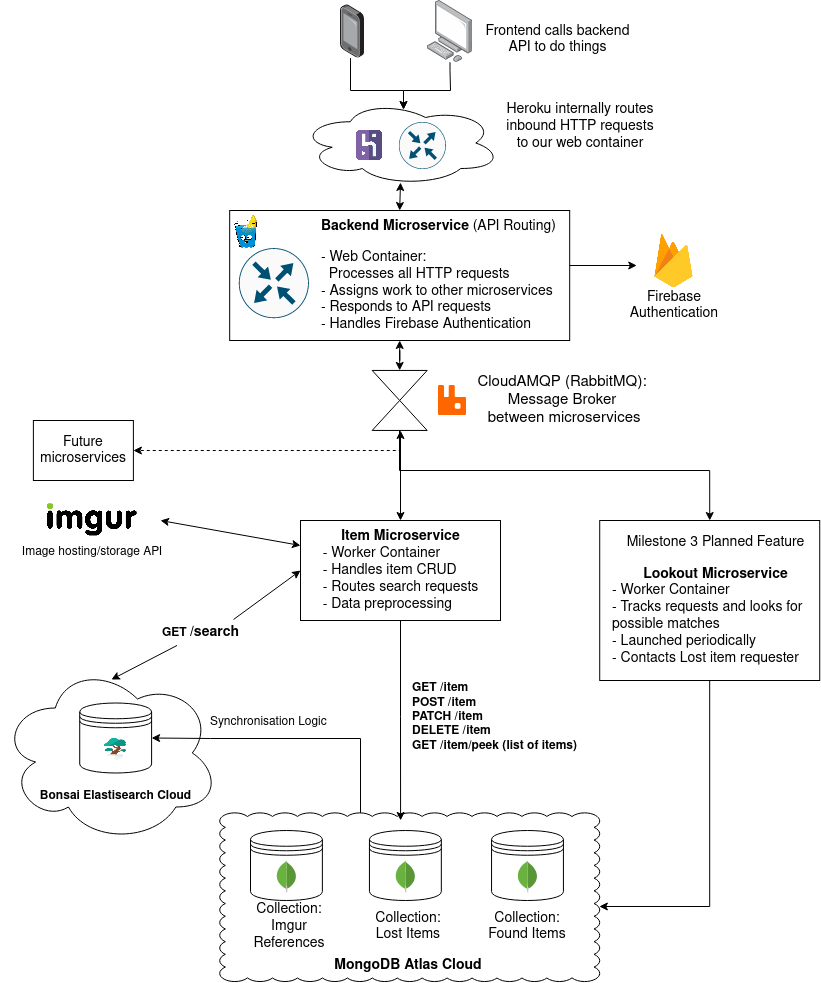 Frontend calls backend
API to do things
Heroku internally routes
inbound HTTP requests
to our web container
Backend Microservice (API Routing)
- Web Container:
Processes all HTTP requests
- Assigns work to other microservices
- Responds to API requests
- Handles Firebase Authentication
Firebase
Authentication
CloudAMQP (RabbitMQ):
Message Broker
between microservices
Future
microservices
imgur
Image hosting/storage API
Item Microservice
- Worker Container
- Handles item CRUD
- Routes search requests
- Data preprocessing
Milestone 3 Planned Feature
Lookout Microservice
- Worker Container
- Tracks requests and looks for
possible matches
- Launched periodically
- Contacts Lost item requester
GET /search
GET /item
POST /item
PATCH /item
DELETE /item
GET /item/peek (list of items)
Synchronisation Logic
Bonsai Elastisearch Cloud
Collection:
Imgur
References
Collection:
Lost Items
Collection:
Found Items
MongoDB Atlas Cloud